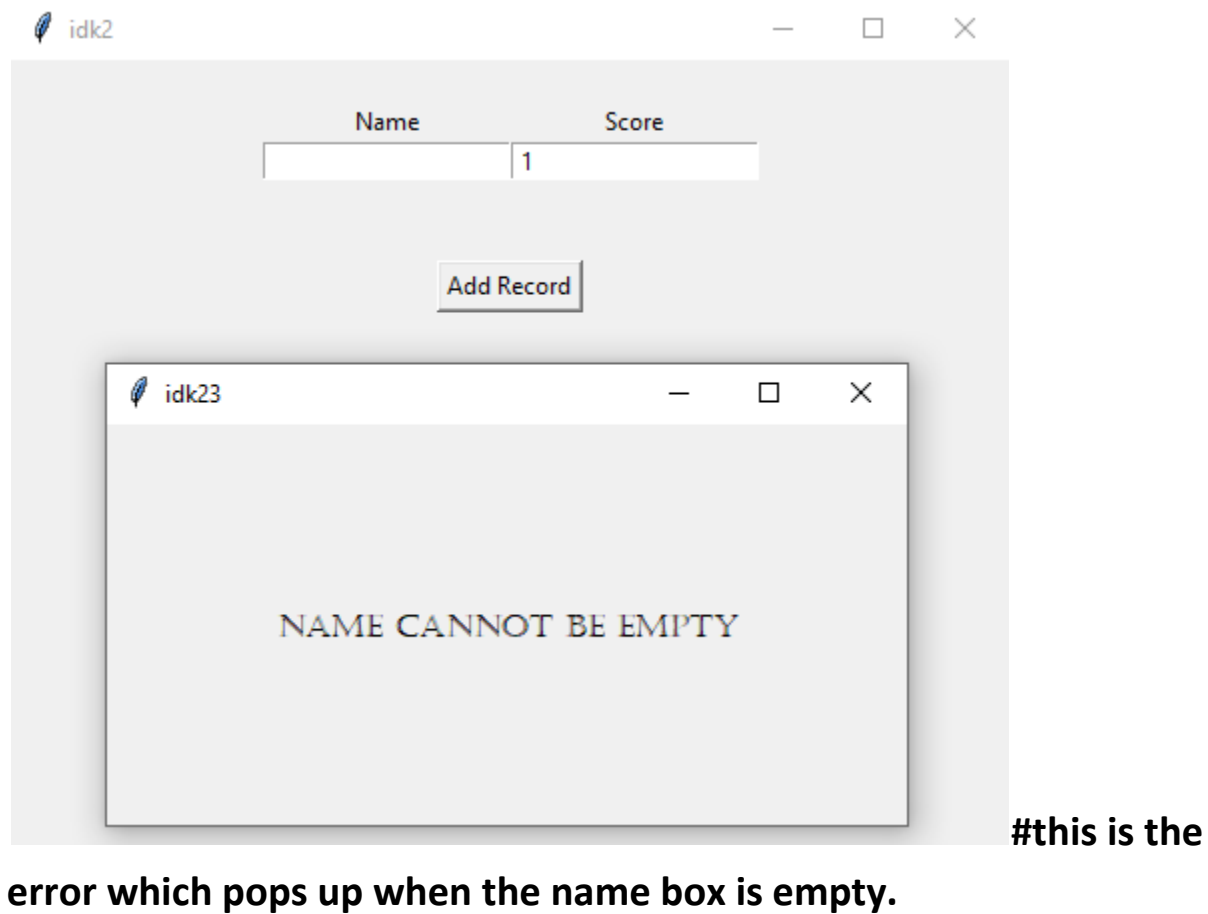 idk2
Name Score
1
Add Record
idk23
NAME CANNOT BE EMPTY
#this is the
error which pops up when the name box is empty.